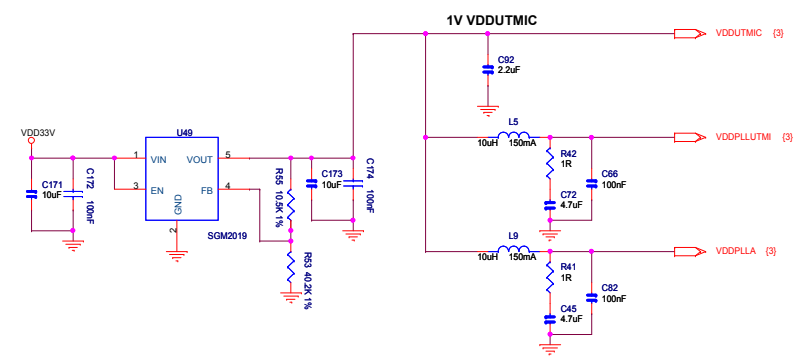 1V VDDUTMIC
VDDUTMIC {3}
C92
2.2uF
L5
10uH 150mA
VDDPLLUTMI {3}
R42
1R
C66
100nF
C72
4.7uF
VDD33V
U49
1 VIN VOUT 5
3 EN FB 4
GND
2
SGM2019
C171
10uF
C172
100nF
R55 10.5K 1%
C173
10uF
C174
100nF
R53 40.2K 1%
L9
10uH 150mA
VDDPLLA {3}
R41
1R
C82
100nF
C45
4.7uF